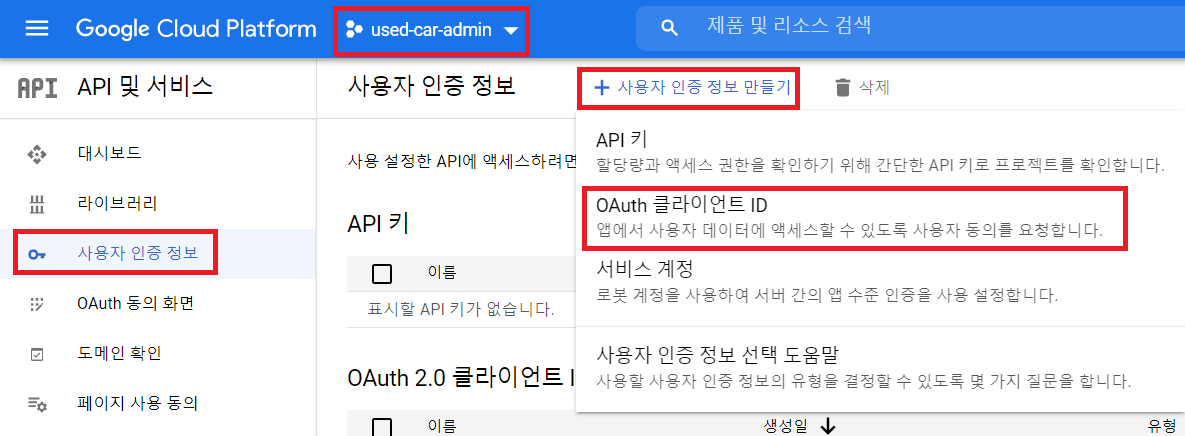 Google Cloud Platform
used-car-admin
제품 및 리소스 검색
API
API 및 서비스
사용자 인증 정보
사용자 인증 정보 만들기
삭제
대시보드
라이브러리
사용자 인증 정보
OAuth 동의 화면
도메인 확인
페이지 사용 동의
사용 설정한 API에 액세스하려면
API 키
이름
표시할 API 키가 없습니다.
OAuth 2.0 클라이언트 I
이름
생성일
유형
API 키
할당량과 액세스 권한을 확인하기 위해 간단한 API 키로 프로젝트를 확인합니다.
OAuth 클라이언트 ID
앱에서 사용자 데이터에 액세스할 수 있도록 사용자 동의를 요청합니다.
서비스 계정
로봇 계정을 사용하여 서버 간의 앱 수준 인증을 사용 설정합니다.
사용자 인증 정보 선택 도움말
사용할 사용자 인증 정보의 유형을 결정할 수 있도록 몇 가지 질문을 합니다.